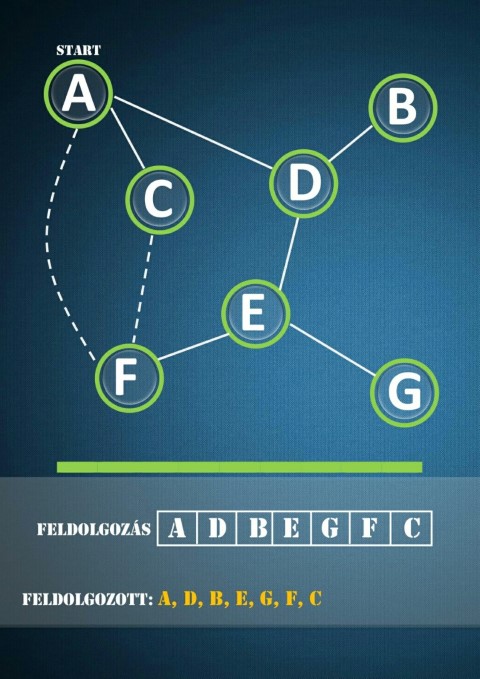 START
A
B
C
D
E
F
G
FELDOLGOZÁS A D B E G F C
FELDOLGOZOTT: A, D, B, E, G, F, C